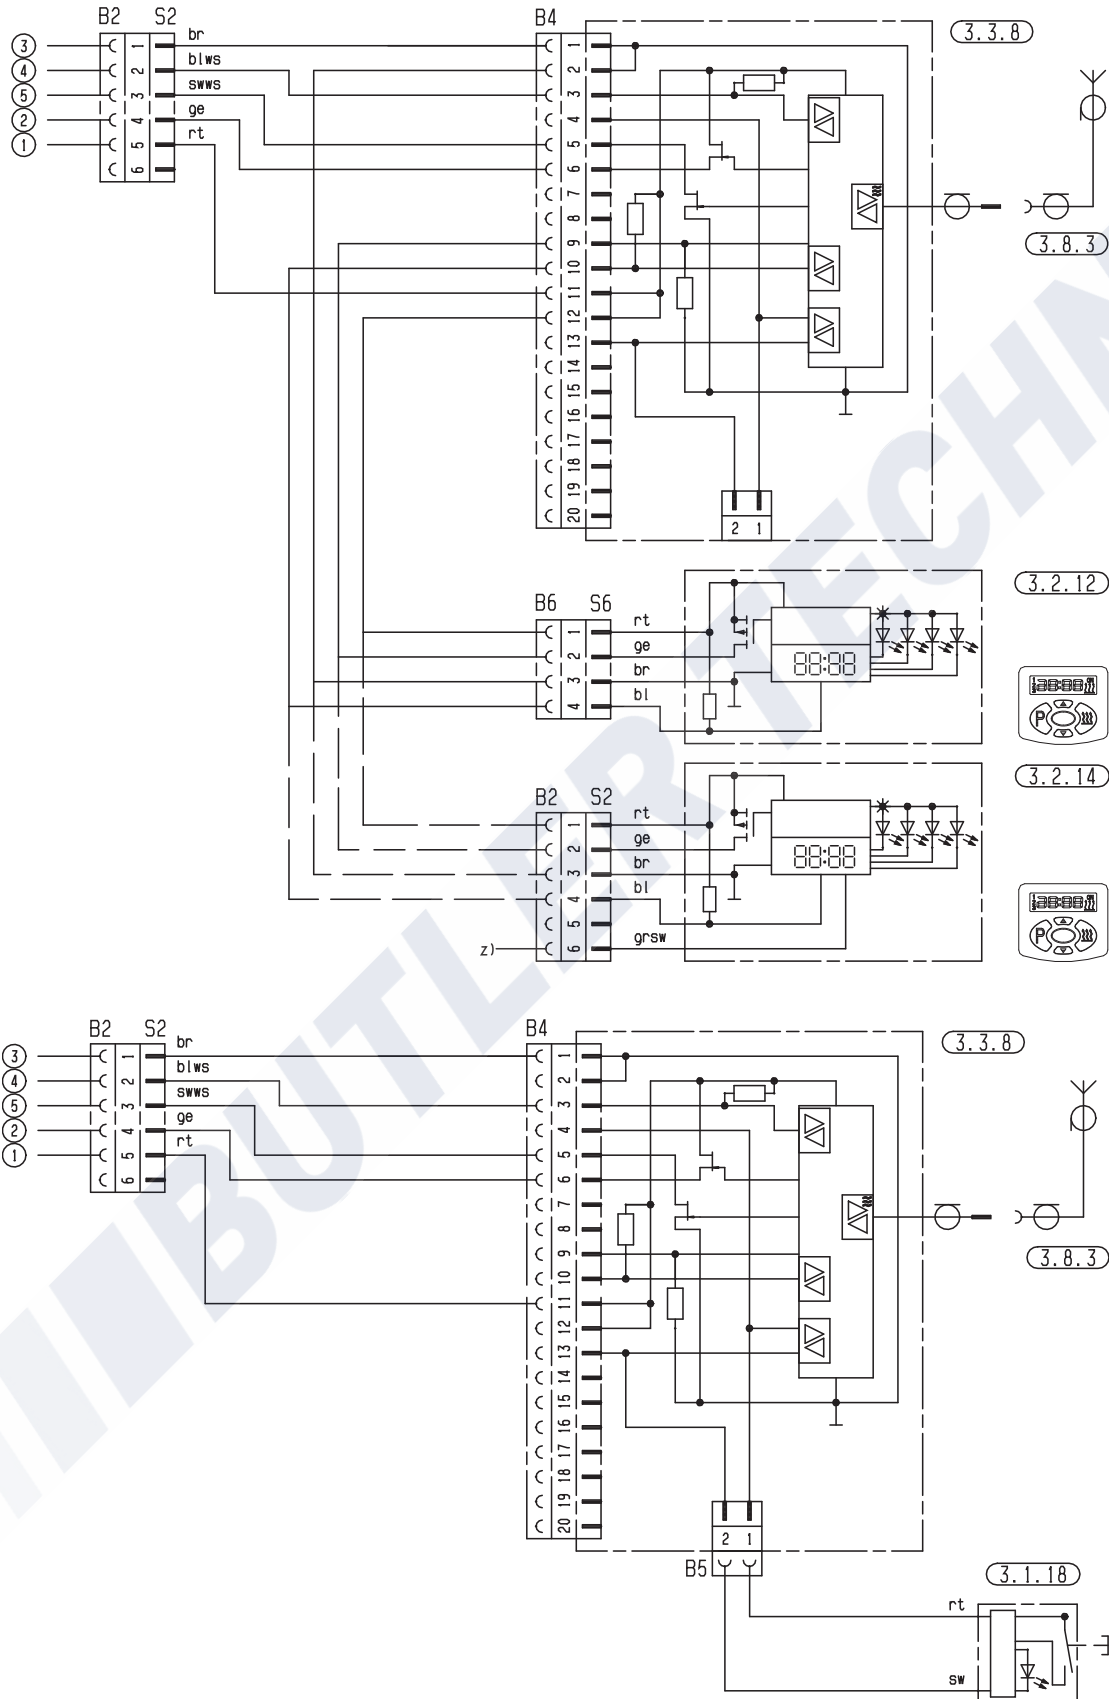 B2 S2
B4
3.3.8
3 1 br 1
4 2 blws 2
5 3 swws 3
2 4 ge 4
1 5 rt 5
6 6
7
8
9
3.8.3
10
11
12
13
14
15
16
17
18
19
20
2 1
3.2.12
B6 S6
1 rt
2 ge
3 br
4 bl
88:88
P
3.2.14
B2 S2
1 rt
2 ge
3 br
4 bl
88:88
5
z) 6 grsw
P
B2 S2
B4
3.3.8
3 1 br 1
4 2 blws 2
5 3 swws 3
2 4 ge 4
1 5 rt 5
6 6
7
8
9
3.8.3
10
11
12
13
14
15
16
17
18
19
20
2 1
B5
3.1.18
rt
sw
BUTLER TECHN